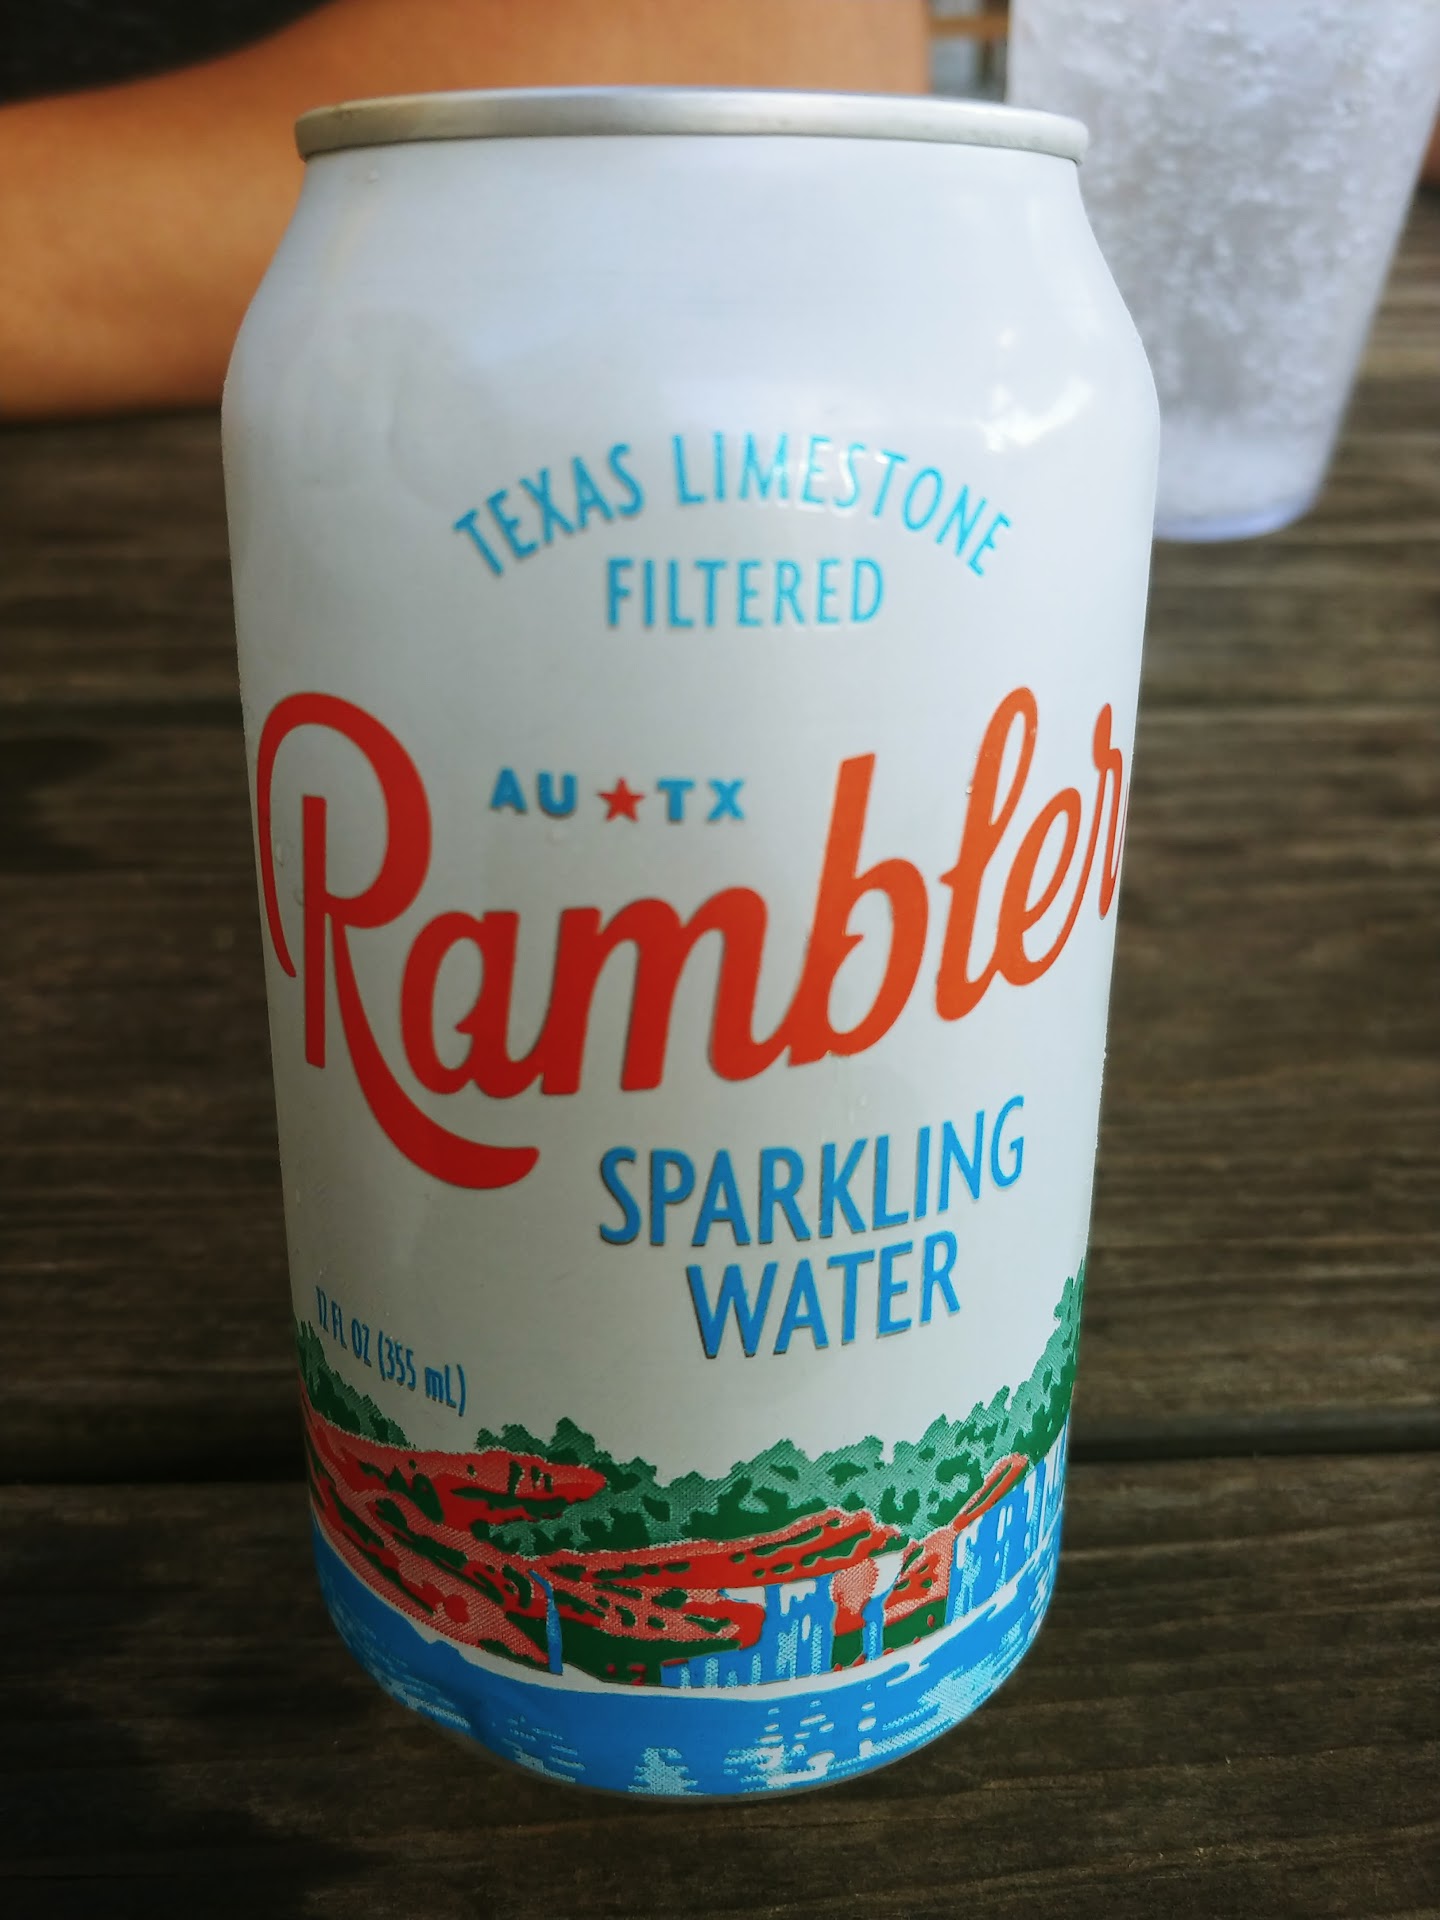 TEXAS LIMESTONE
FILTERED
AU★TX
Rambler
SPARKLING
WATER
12 FL OZ (355 mL)